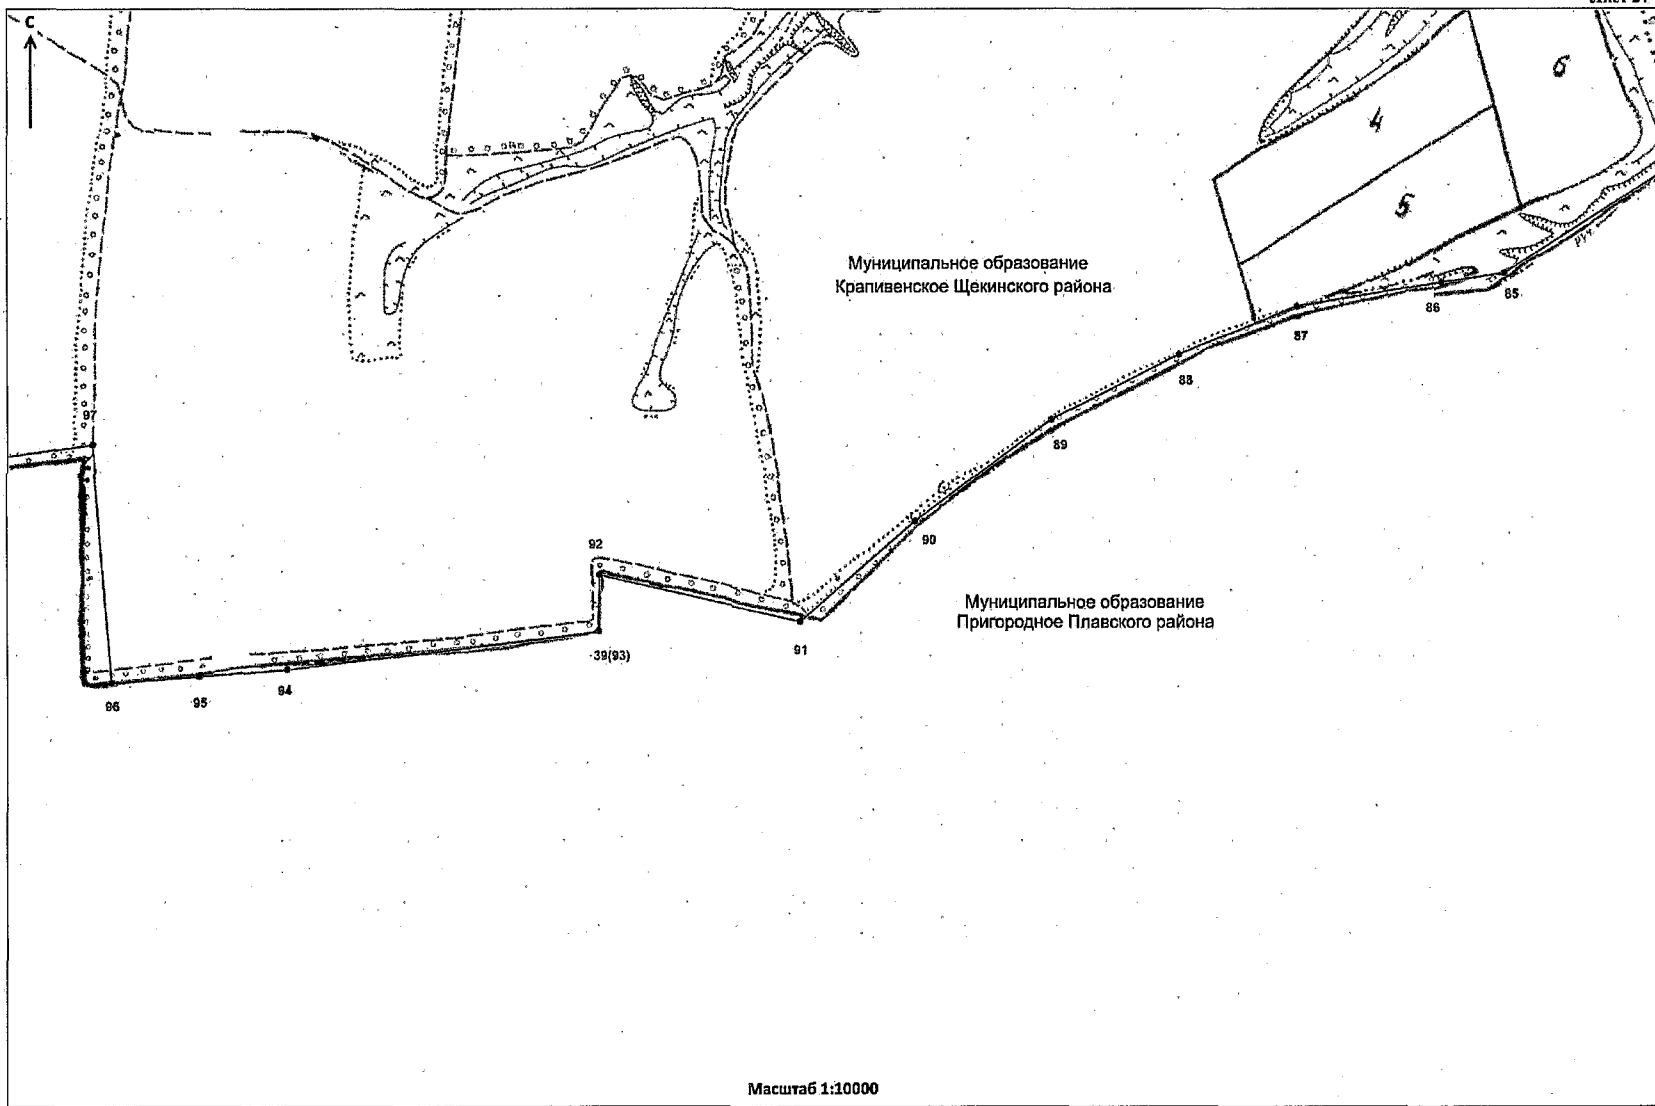 С
6
4
5
Муниципальное образование
Крапивенское Щекинского района
руч.
85
86
87
88
89
97
90
92
Муниципальное образование
Пригородное Плавского района
91
39(93)
94
95
96
Масштаб 1:10000